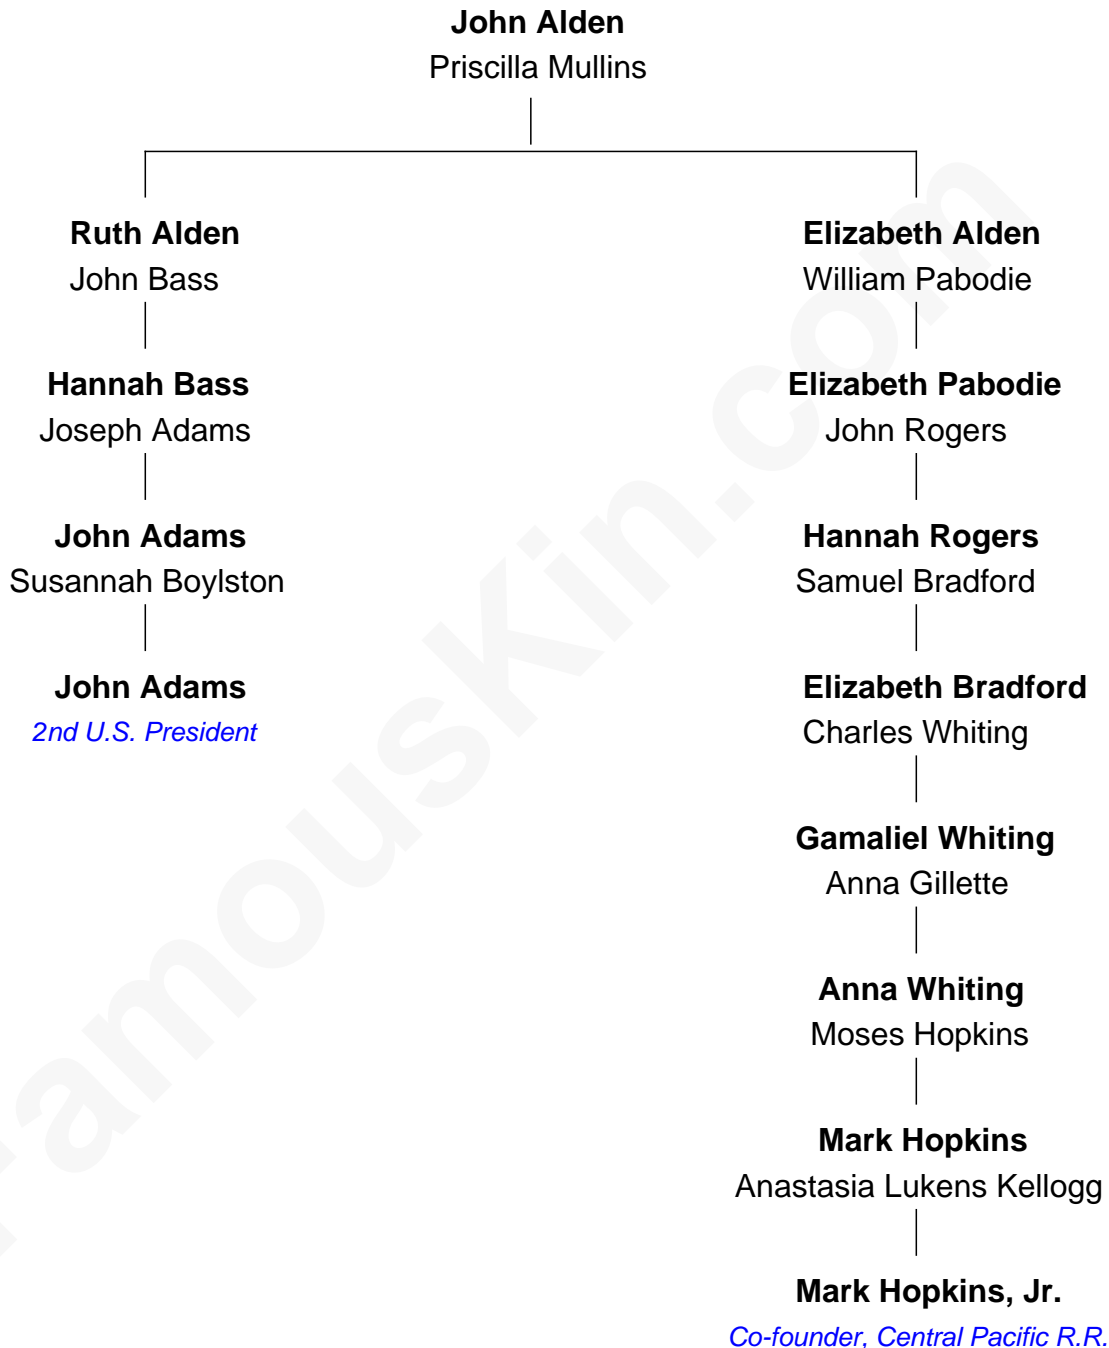 John Alden
Priscilla Mullins
Ruth Alden
John Bass
Elizabeth Alden
William Pabodie
Hannah Bass
Joseph Adams
Elizabeth Pabodie
John Rogers
John Adams
Susannah Boylston
Hannah Rogers
Samuel Bradford
John Adams
2nd U.S. President
Elizabeth Bradford
Charles Whiting
Gamaliel Whiting
Anna Gillette
Anna Whiting
Moses Hopkins
Mark Hopkins
Anastasia Lukens Kellogg
Mark Hopkins, Jr.
Co-founder, Central Pacific R.R.
FamousKin.com